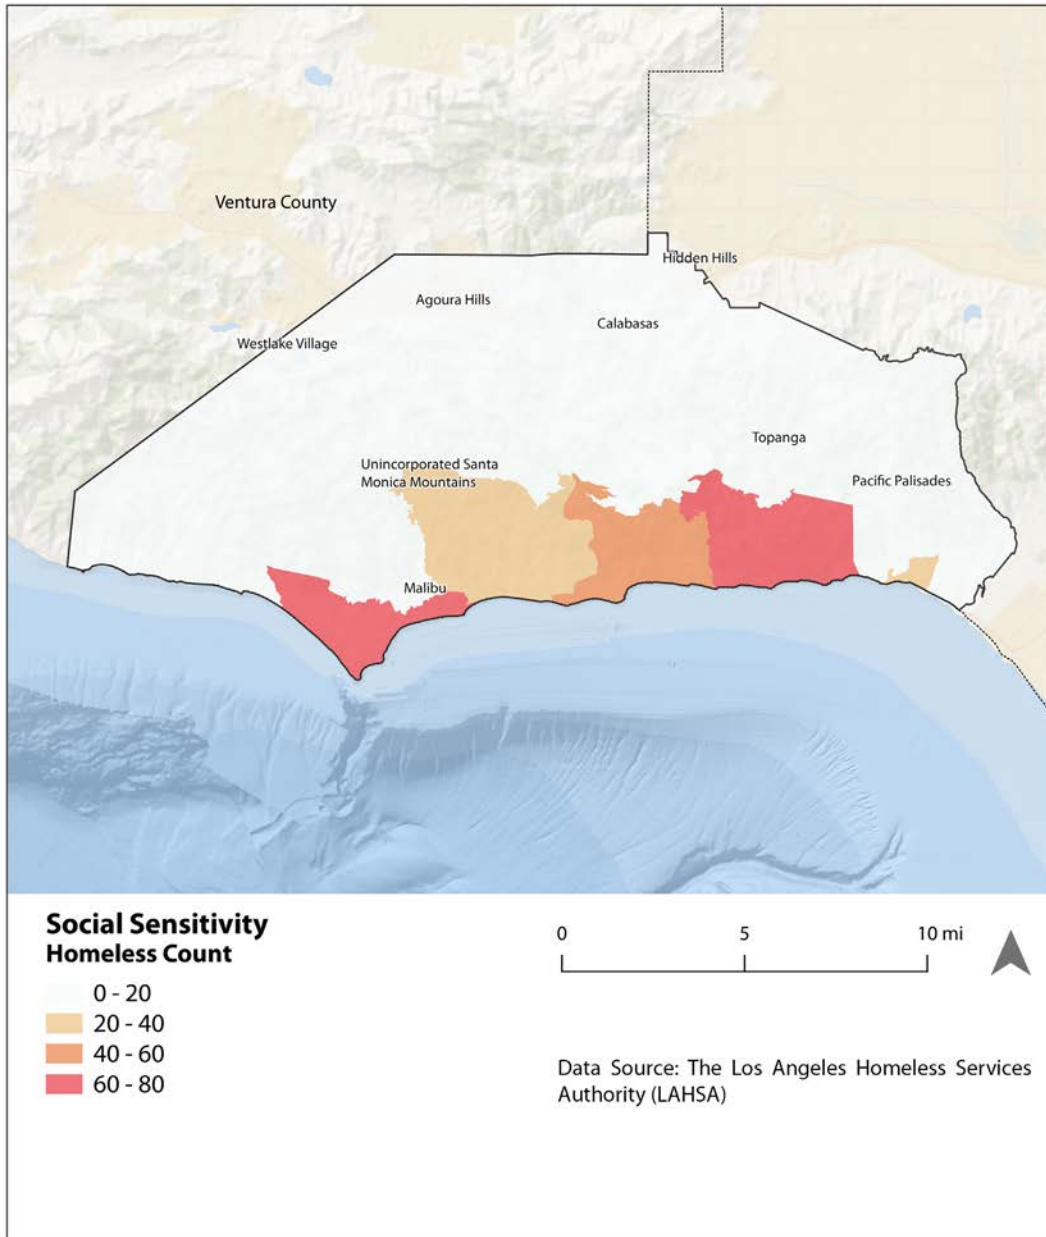 Ventura County
Hidden Hills
Agoura Hills
Calabasas
Westlake Village
Topanga
Unincorporated Santa
Monica Mountains
Pacific Palisades
Malibu
Social Sensitivity
Homeless Count
0 - 20
20 - 40
40 - 60
60 - 80
0 5 10 mi
Data Source: The Los Angeles Homeless Services
Authority (LAHSA)